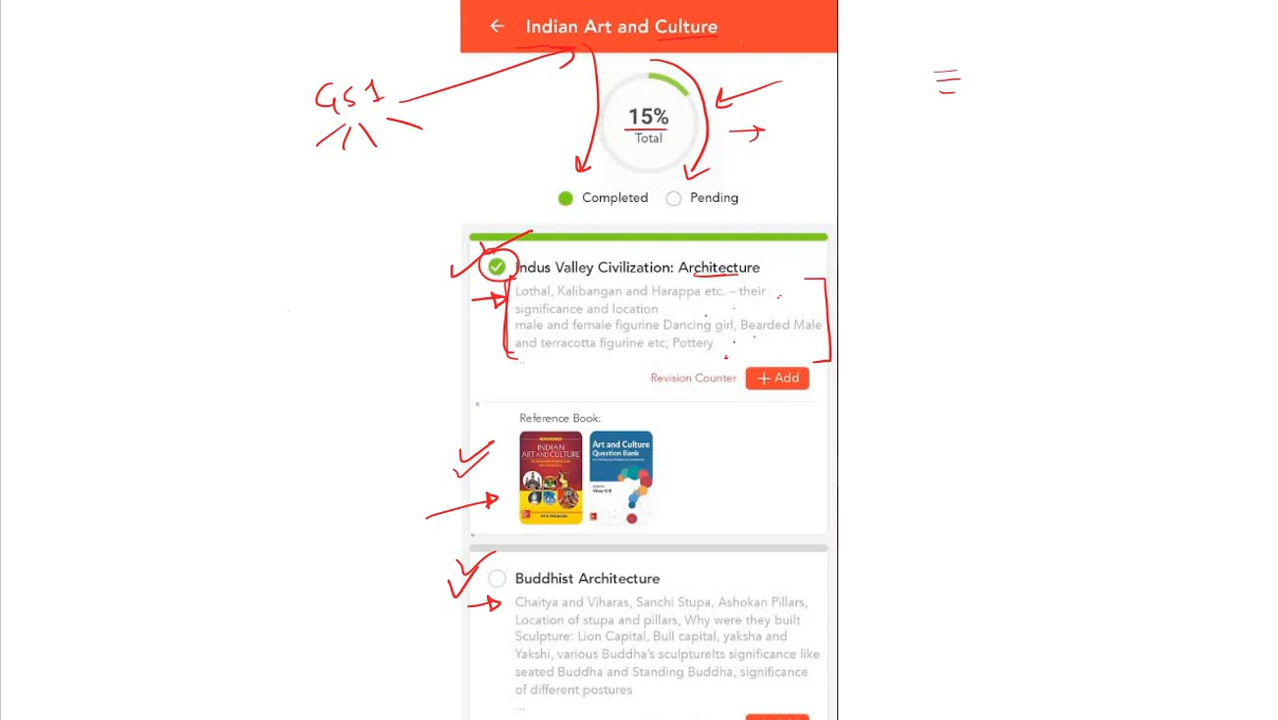 Indian Art and Culture
GS1
15%
Total
Completed
Pending
Indus Valley Civilization: Architecture
Lothal, Kalibangan and Harappa etc. – their
significance and location
male and female figurine Dancing girl, Bearded Male
and terracotta figurine etc; Pottery
...
Revision Counter
+ Add
Reference Book:
INDIAN
ART AND CULTURE
Art and Culture
Question Bank
Buddhist Architecture
Chaitya and Viharas, Sanchi Stupa, Ashokan Pillars,
Location of stupa and pillars, Why were they built
Sculpture: Lion Capital, Bull capital, yaksha and
Yakshi, various Buddha's sculpturelts significance like
seated Buddha and Standing Buddha, significance
of different postures
...